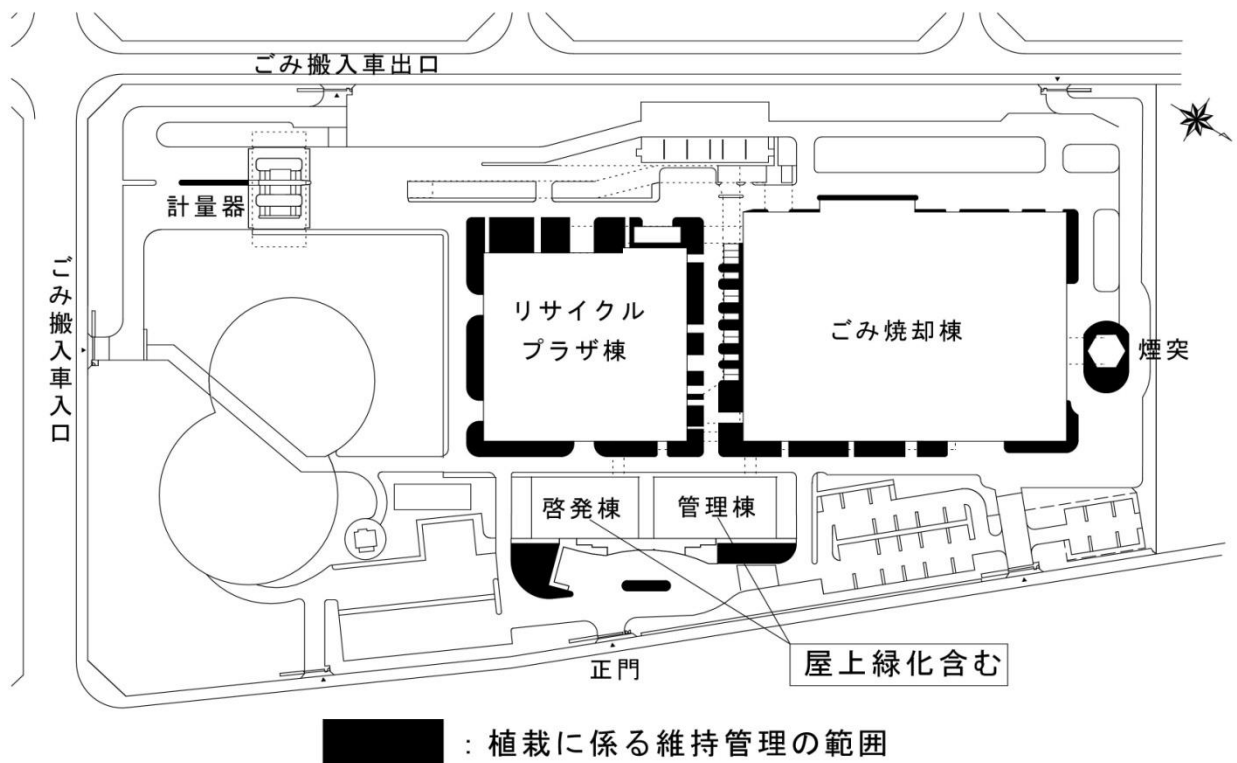 ごみ搬入車出口
計量器
ごみ搬入車入口
リサイクル
プラザ棟
ごみ焼却棟
煙突
啓発棟
管理棟
屋上緑化含む
正門
：植栽に係る維持管理の範囲